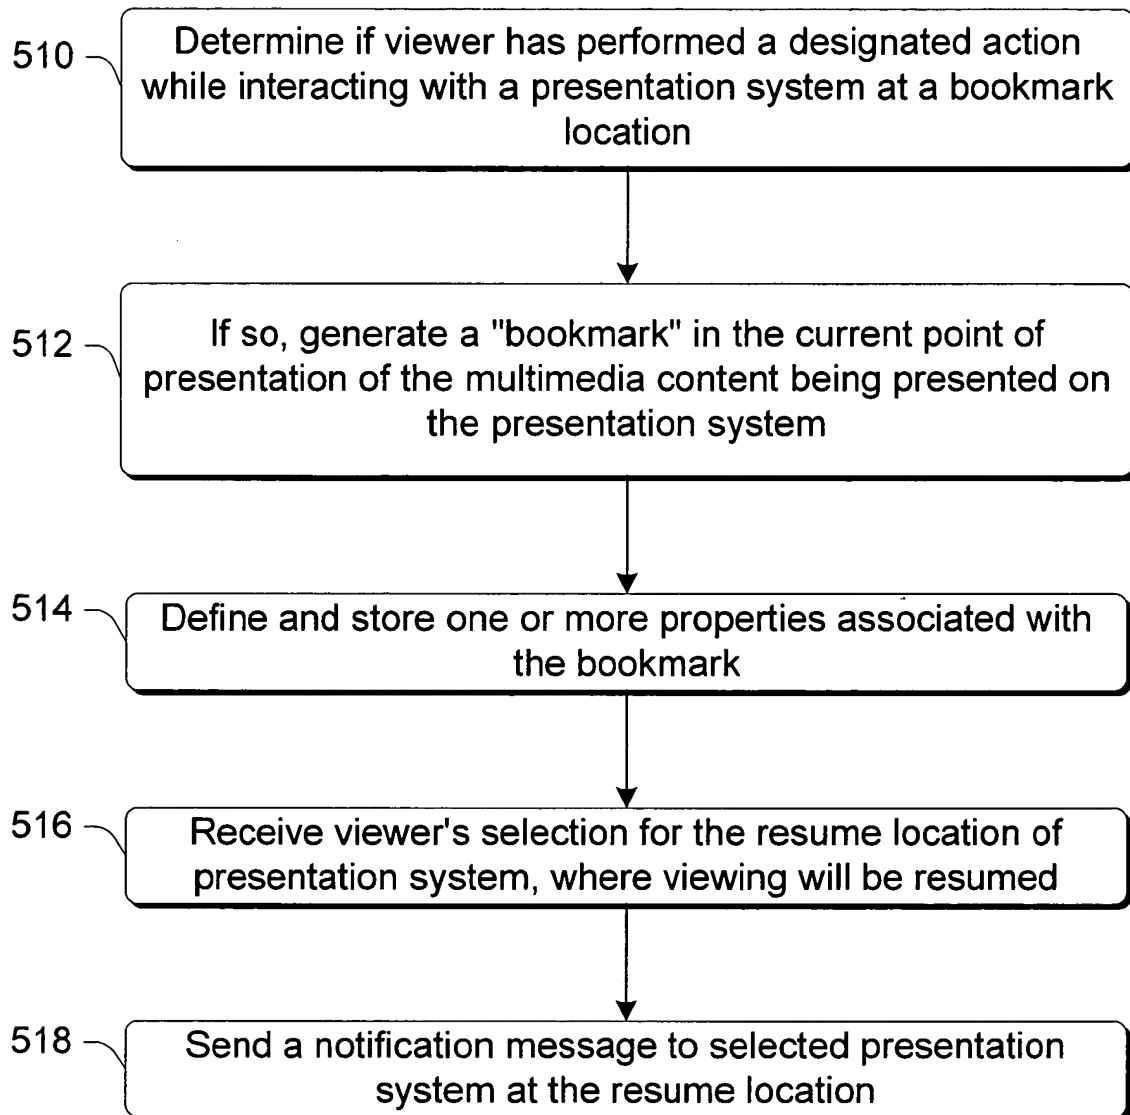 510
Determine if viewer has performed a designated action
while interacting with a presentation system at a bookmark
location
512
If so, generate a "bookmark" in the current point of
presentation of the multimedia content being presented on
the presentation system
514
Define and store one or more properties associated with
the bookmark
516
Receive viewer's selection for the resume location of
presentation system, where viewing will be resumed
518
Send a notification message to selected presentation
system at the resume location